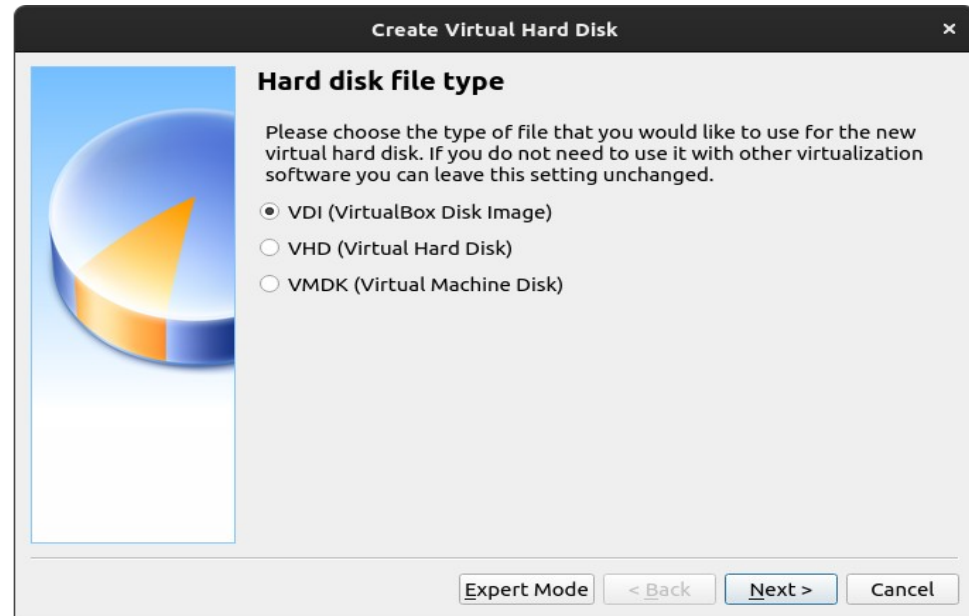 Create Virtual Hard Disk
Hard disk file type
Please choose the type of file that you would like to use for the new
virtual hard disk. If you do not need to use it with other virtualization
software you can leave this setting unchanged.
VDI (VirtualBox Disk Image)
VHD (Virtual Hard Disk)
VMDK (Virtual Machine Disk)
Expert Mode < Back Next > Cancel